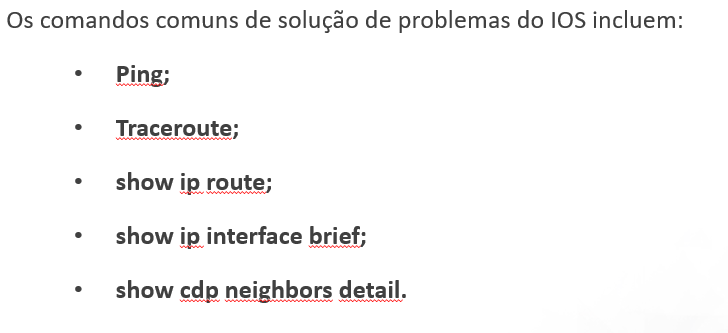 Os comandos comuns de solução de problemas do IOS incluem:
• Ping;
• Traceroute;
• show ip route;
• show ip interface brief;
• show cdp neighbors detail.